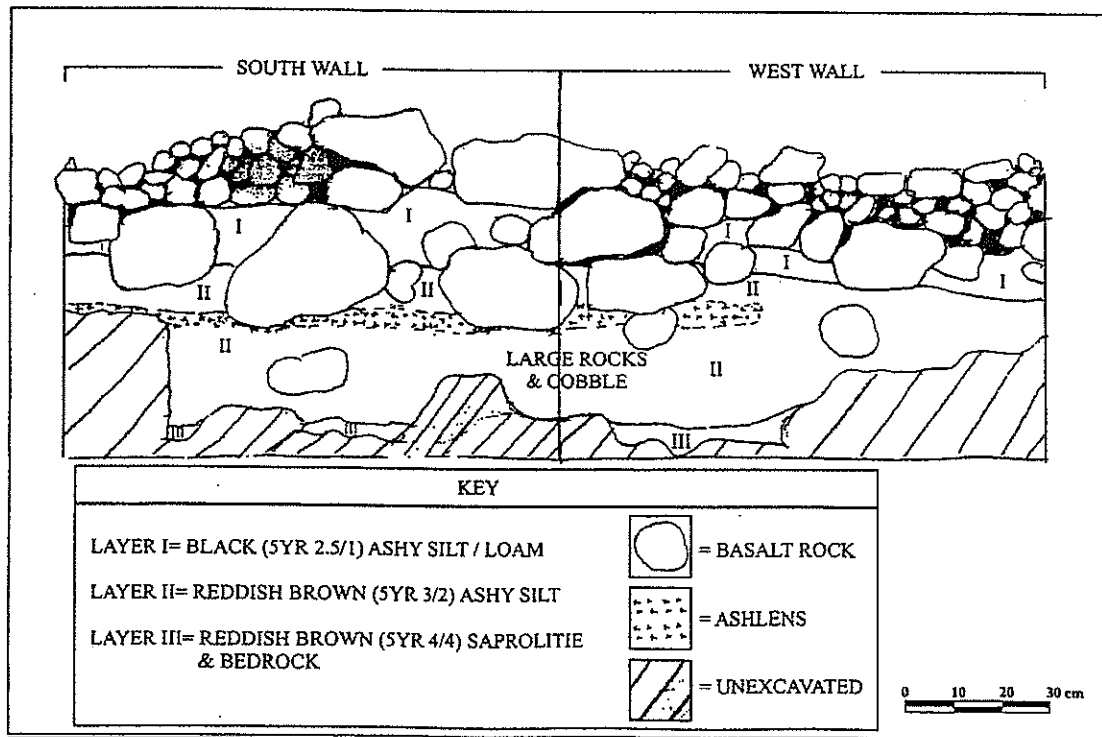 SOUTH WALL
WEST WALL
I
I
I
I
I
I
II
II
II
II
II
LARGE ROCKS
& COBBLE
III
III
III
KEY
LAYER I= BLACK (5YR 2.5/1) ASHY SILT / LOAM
LAYER II= REDDISH BROWN (5YR 3/2) ASHY SILT
LAYER III= REDDISH BROWN (5YR 4/4) SAPROLITIE
& BEDROCK
= BASALT ROCK
= ASHLENS
= UNEXCAVATED
0 10 20 30 cm